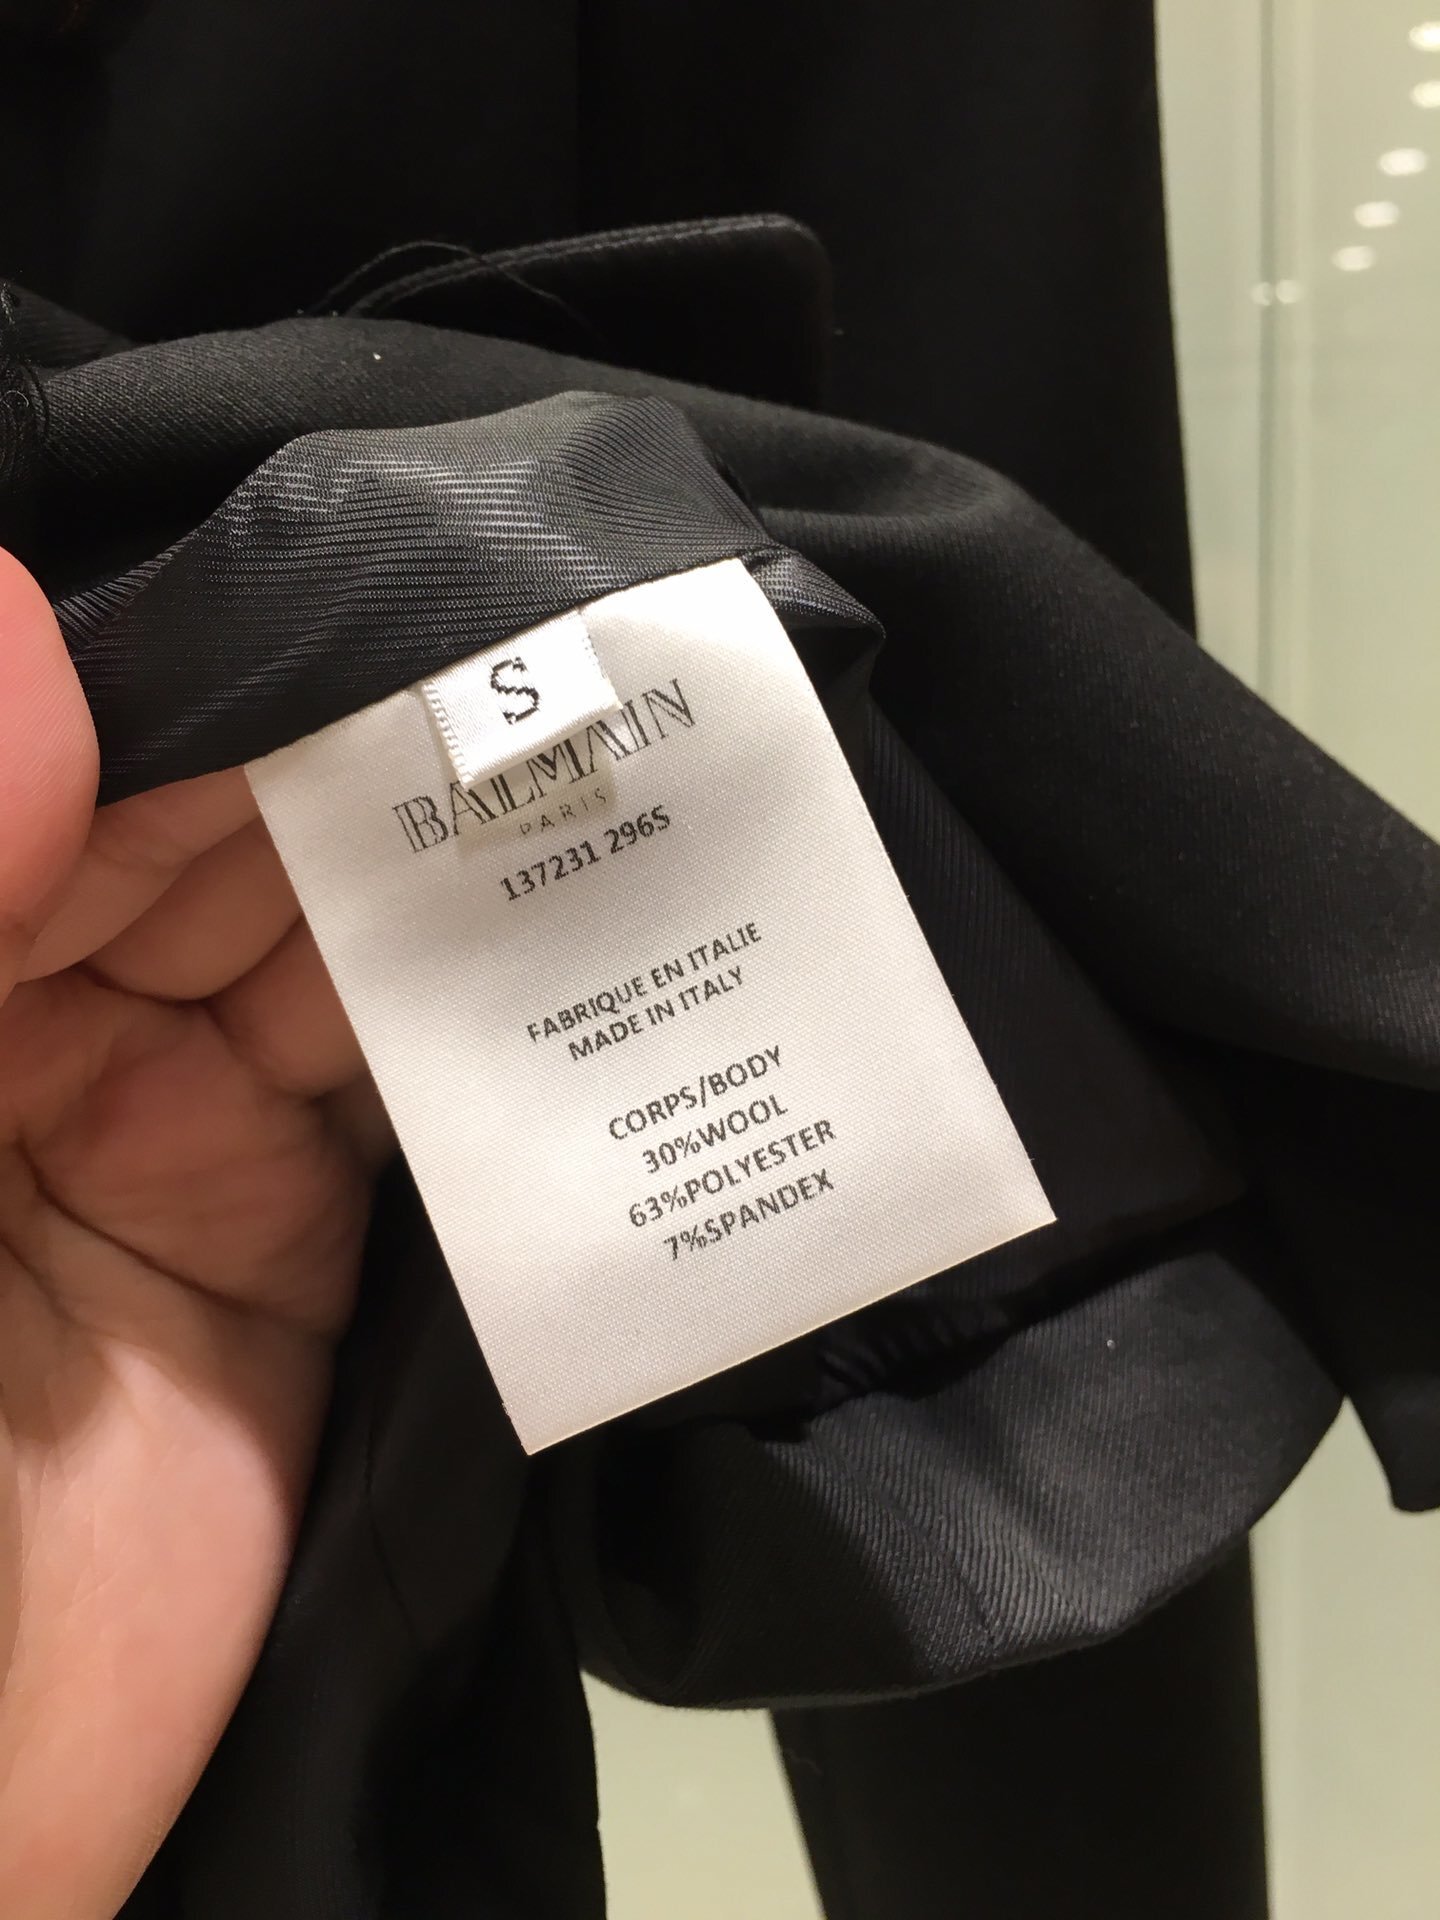 S
BALMAIN
PARIS
137231 296S
FABRIQUE EN ITALIE
MADE IN ITALY
CORPS/BODY
30%WOOL
63%POLYESTER
7%SPANDEX